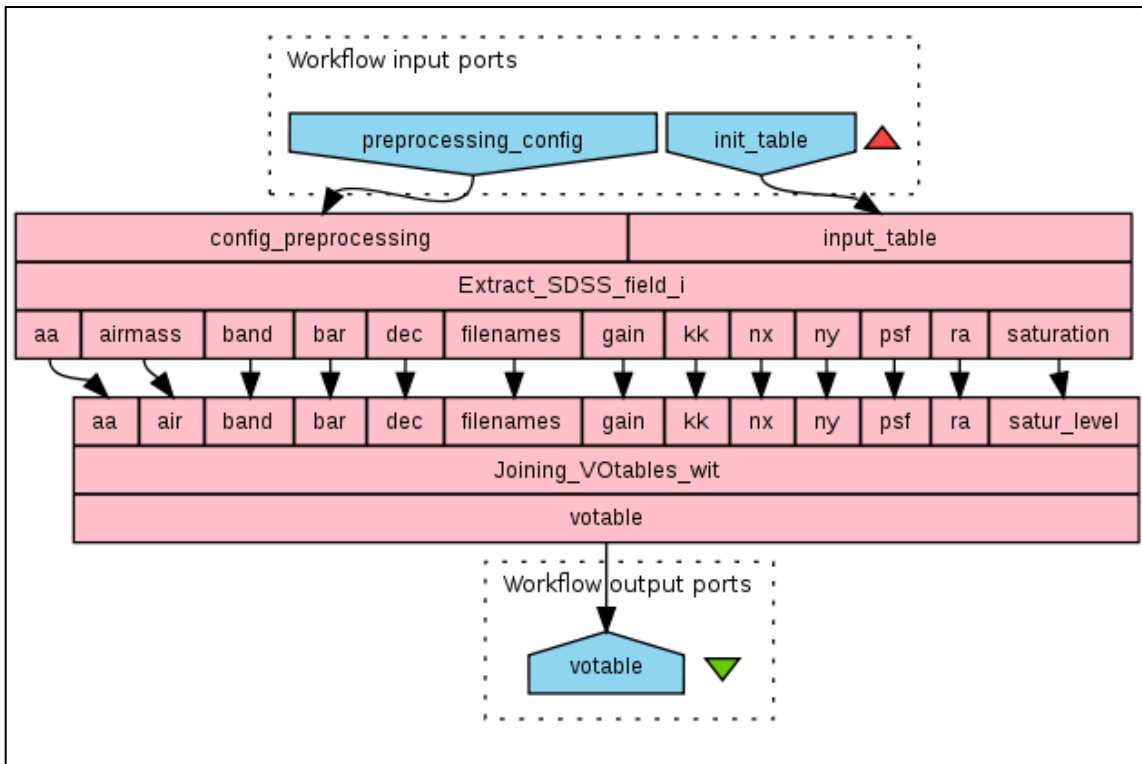 Workflow input ports
preprocessing_config init_table
config_preprocessing input_table
Extract_SDSS_field_i
aa airmass band bar dec filenames gain kk nx ny psf ra saturation
aa air band bar dec filenames gain kk nx ny psf ra satur_level
Joining_VOtables_wit
votable
Workflow output ports
votable